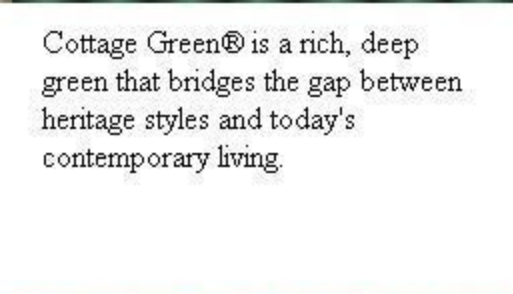 Cottage Green® is a rich, deep
green that bridges the gap between
heritage styles and today's
contemporary living.